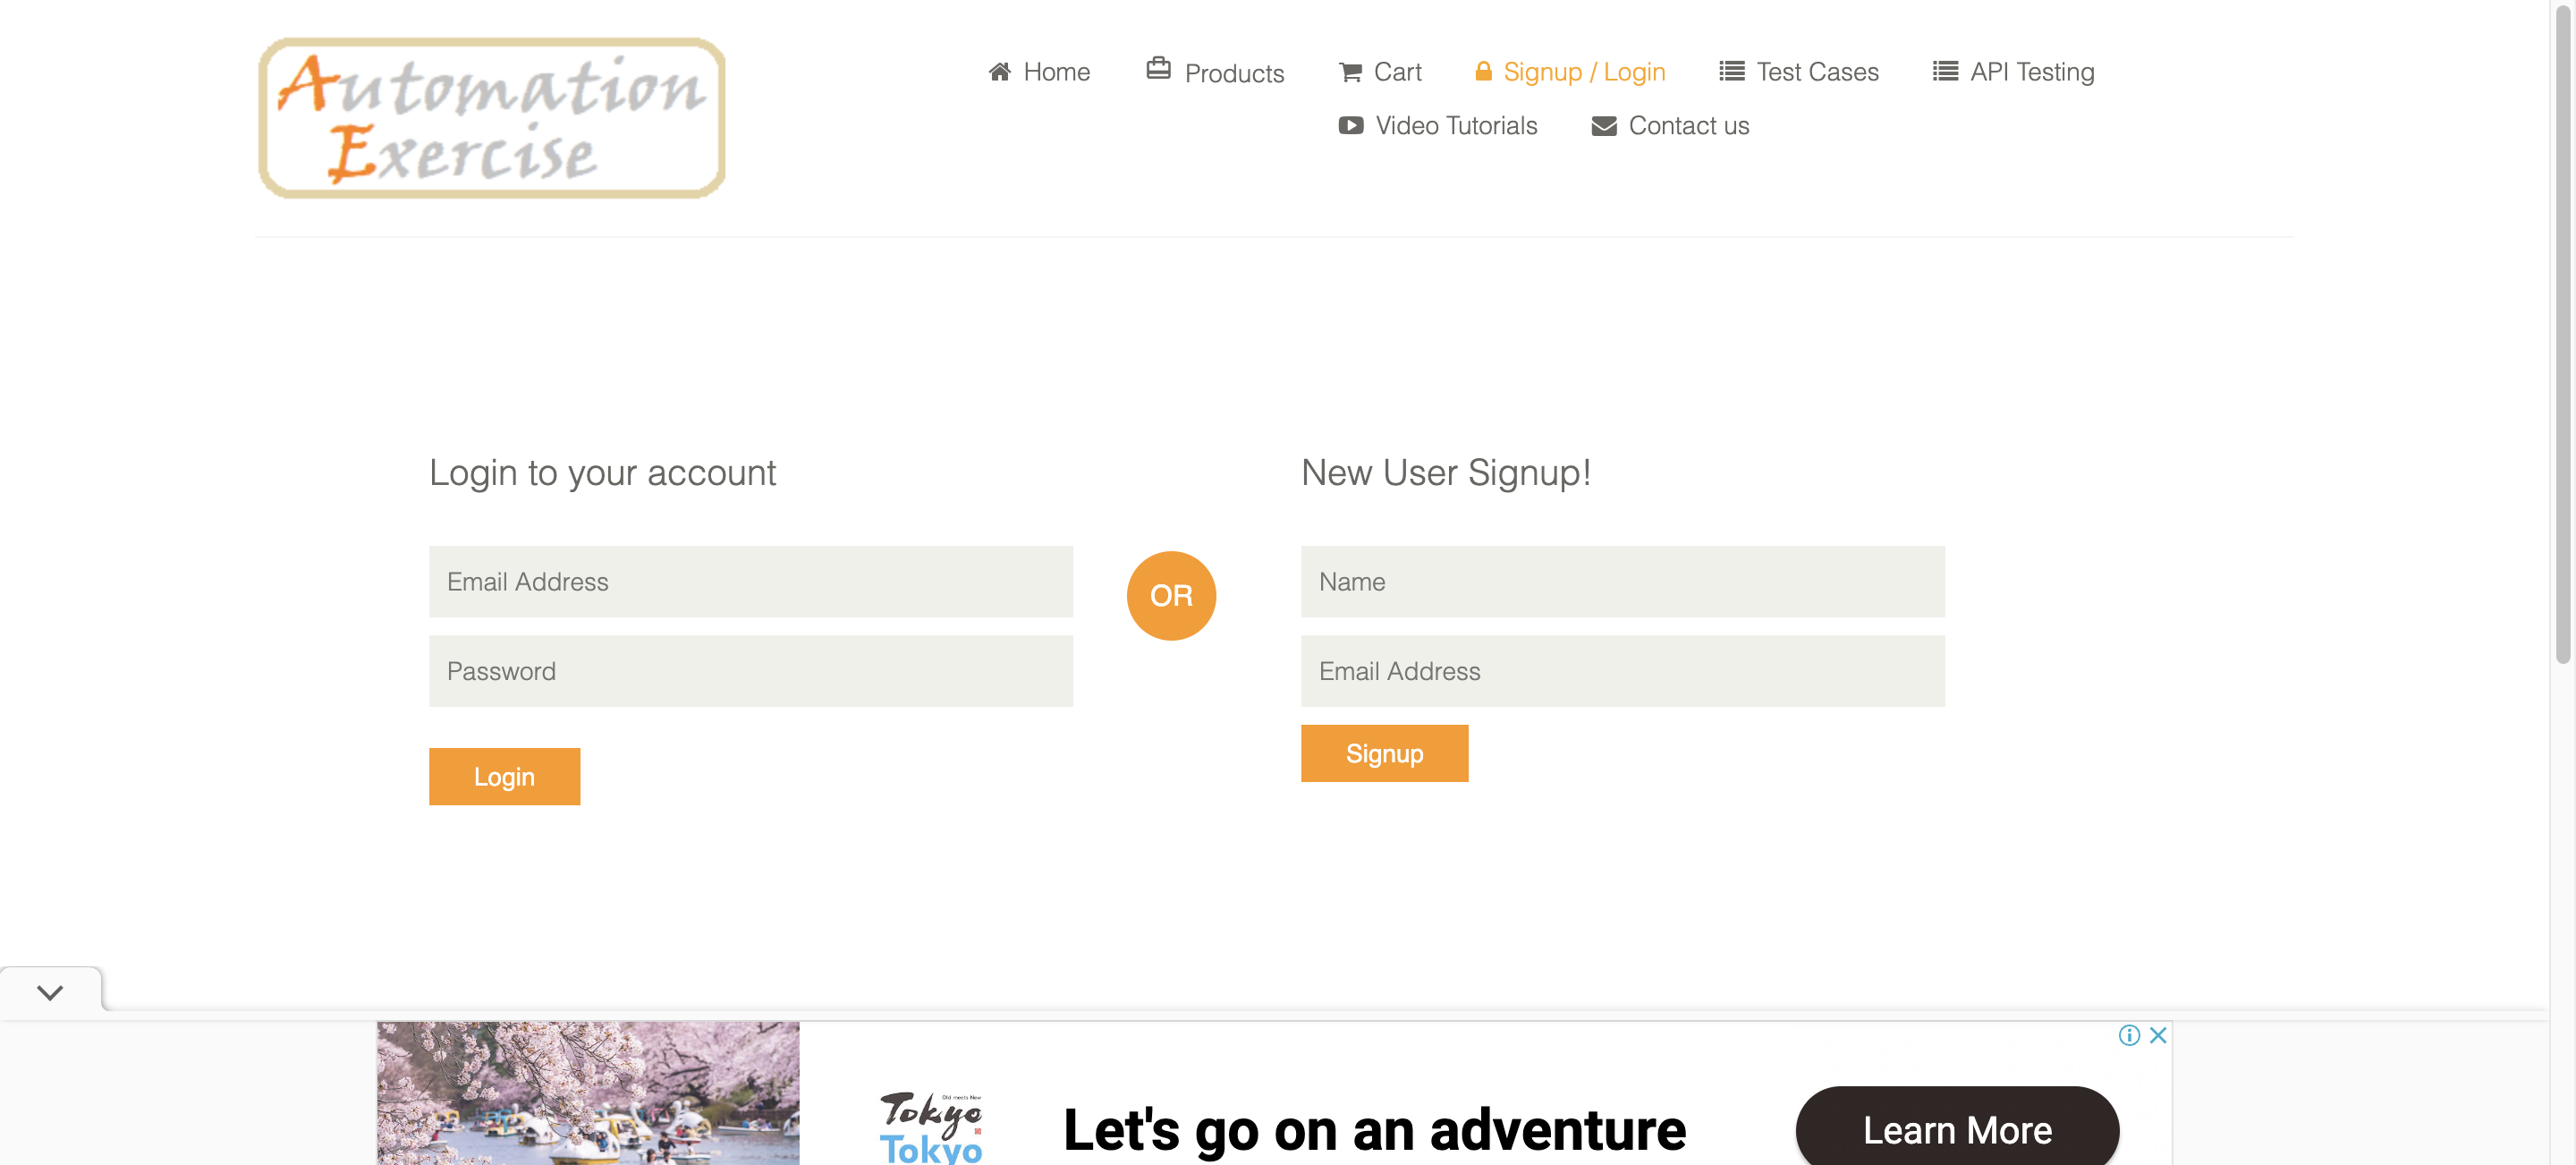 Automation
Exercise
Home
Products
Cart
Signup / Login
Test Cases
API Testing
Video Tutorials
Contact us
Login to your account
New User Signup!
Email Address
OR
Name
Password
Email Address
Login
Signup
Old meets New
Tokyo
Tokyo
Let's go on an adventure
Learn More